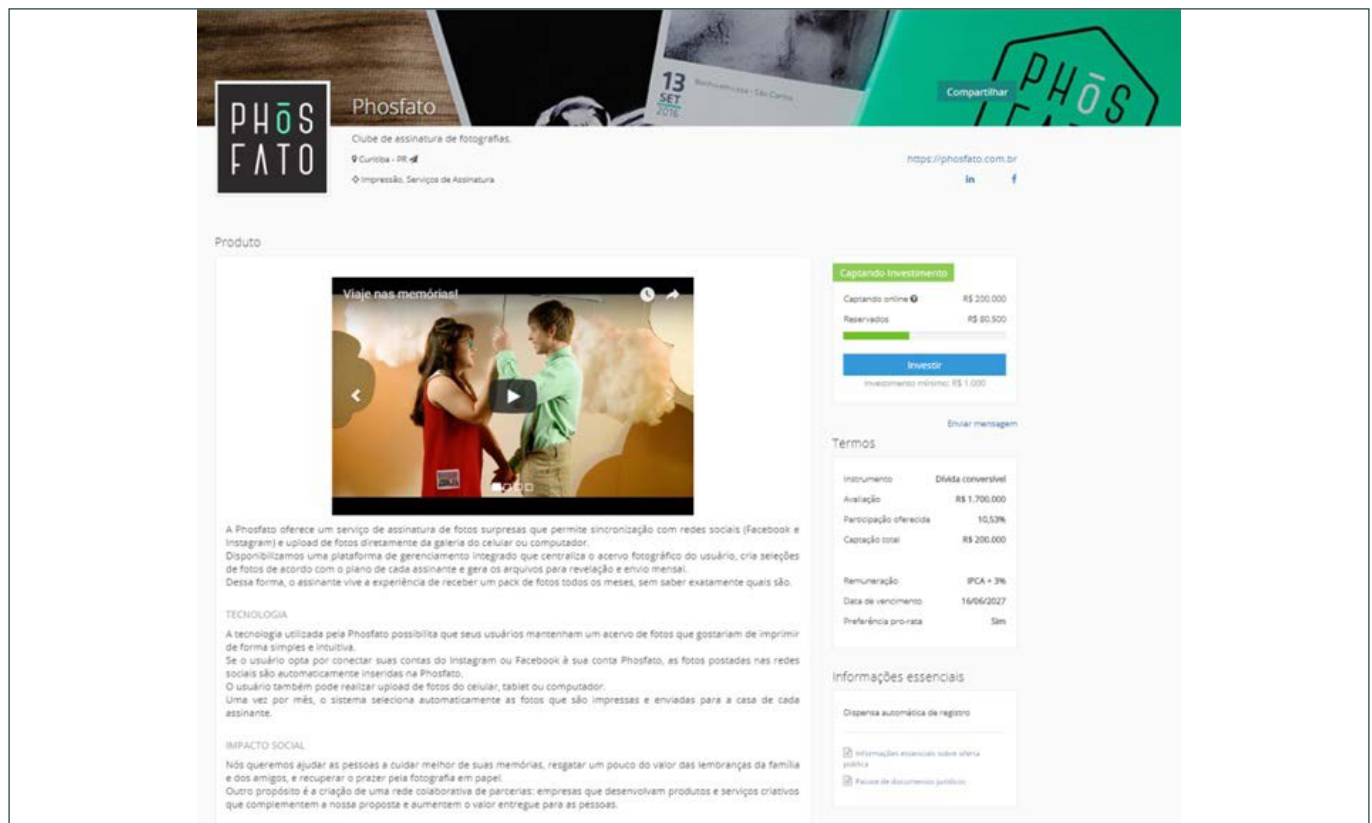 PHŌS
FATO
Phosfato
13
SET
2016
Compartilhar
PHŌS
Clube de assinatura de fotografias.
Curitiba - PR
Impressão, Serviços de Assinatura
https://phosfato.com.br
in f
Produto
Viaje nas memórias!
A Phosfato oferece um serviço de assinatura de fotos surpresas que permite sincronização com redes sociais (Facebook e
Instagram) e upload de fotos diretamente da galeria do celular ou computador.
Disponibilizamos uma plataforma de gerenciamento integrado que centraliza o acervo fotográfico do usuário, cria seleções
de fotos de acordo com o plano de cada assinante e gera os arquivos para revelação e envio mensal.
Dessa forma, o assinante vive a experiência de receber um pack de fotos todos os meses, sem saber exatamente quais são.
TECNOLOGIA
A tecnologia utilizada pela Phosfato possibilita que seus usuários mantenham um acervo de fotos que gostariam de imprimir
de forma simples e intuitiva.
Se o usuário opta por conectar suas contas do Instagram ou Facebook à sua conta Phosfato, as fotos postadas nas redes
sociais são automaticamente inseridas na Phosfato.
O usuário também pode realizar upload de fotos do celular, tablet ou computador.
Uma vez por mês, o sistema seleciona automaticamente as fotos que são impressas e enviadas para a casa de cada
assinante.
IMPACTO SOCIAL
Nós queremos ajudar as pessoas a cuidar melhor de suas memórias, resgatar um pouco do valor das lembranças da família
e dos amigos, e recuperar o prazer pela fotografia em papel.
Outro propósito é a criação de uma rede colaborativa de parcerias: empresas que desenvolvam produtos e serviços criativos
que complementem a nossa proposta e aumentem o valor entregue para as pessoas.
Captando Investimento
Captando online R$ 200.000
Reservados R$ 80.500
Investir
Investimento mínimo: R$ 1.000
Enviar mensagem
Termos
Instrumento Dívida conversível
Avaliação R$ 1.700.000
Participação oferecida 10,53%
Captação total R$ 200.000
Remuneração IPCA + 3%
Data de vencimento 16/06/2027
Preferência pro-rata Sim
Informações essenciais
Dispensa automática de registro
Informações essenciais sobre oferta
pública
Pacote de documentos jurídicos